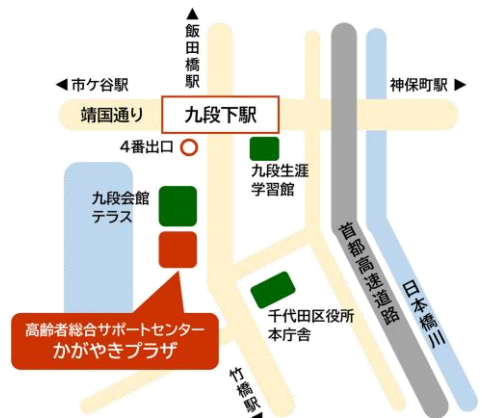 ▲飯田橋駅
◀市ケ谷駅
神保町駅▶
靖国通り
九段下駅
4番出口
九段生涯
学習館
九段会館
テラス
首都高速道路
日本橋川
千代田区役所
本庁舎
高齢者総合サポートセンター
かがやきプラザ
竹橋駅▼